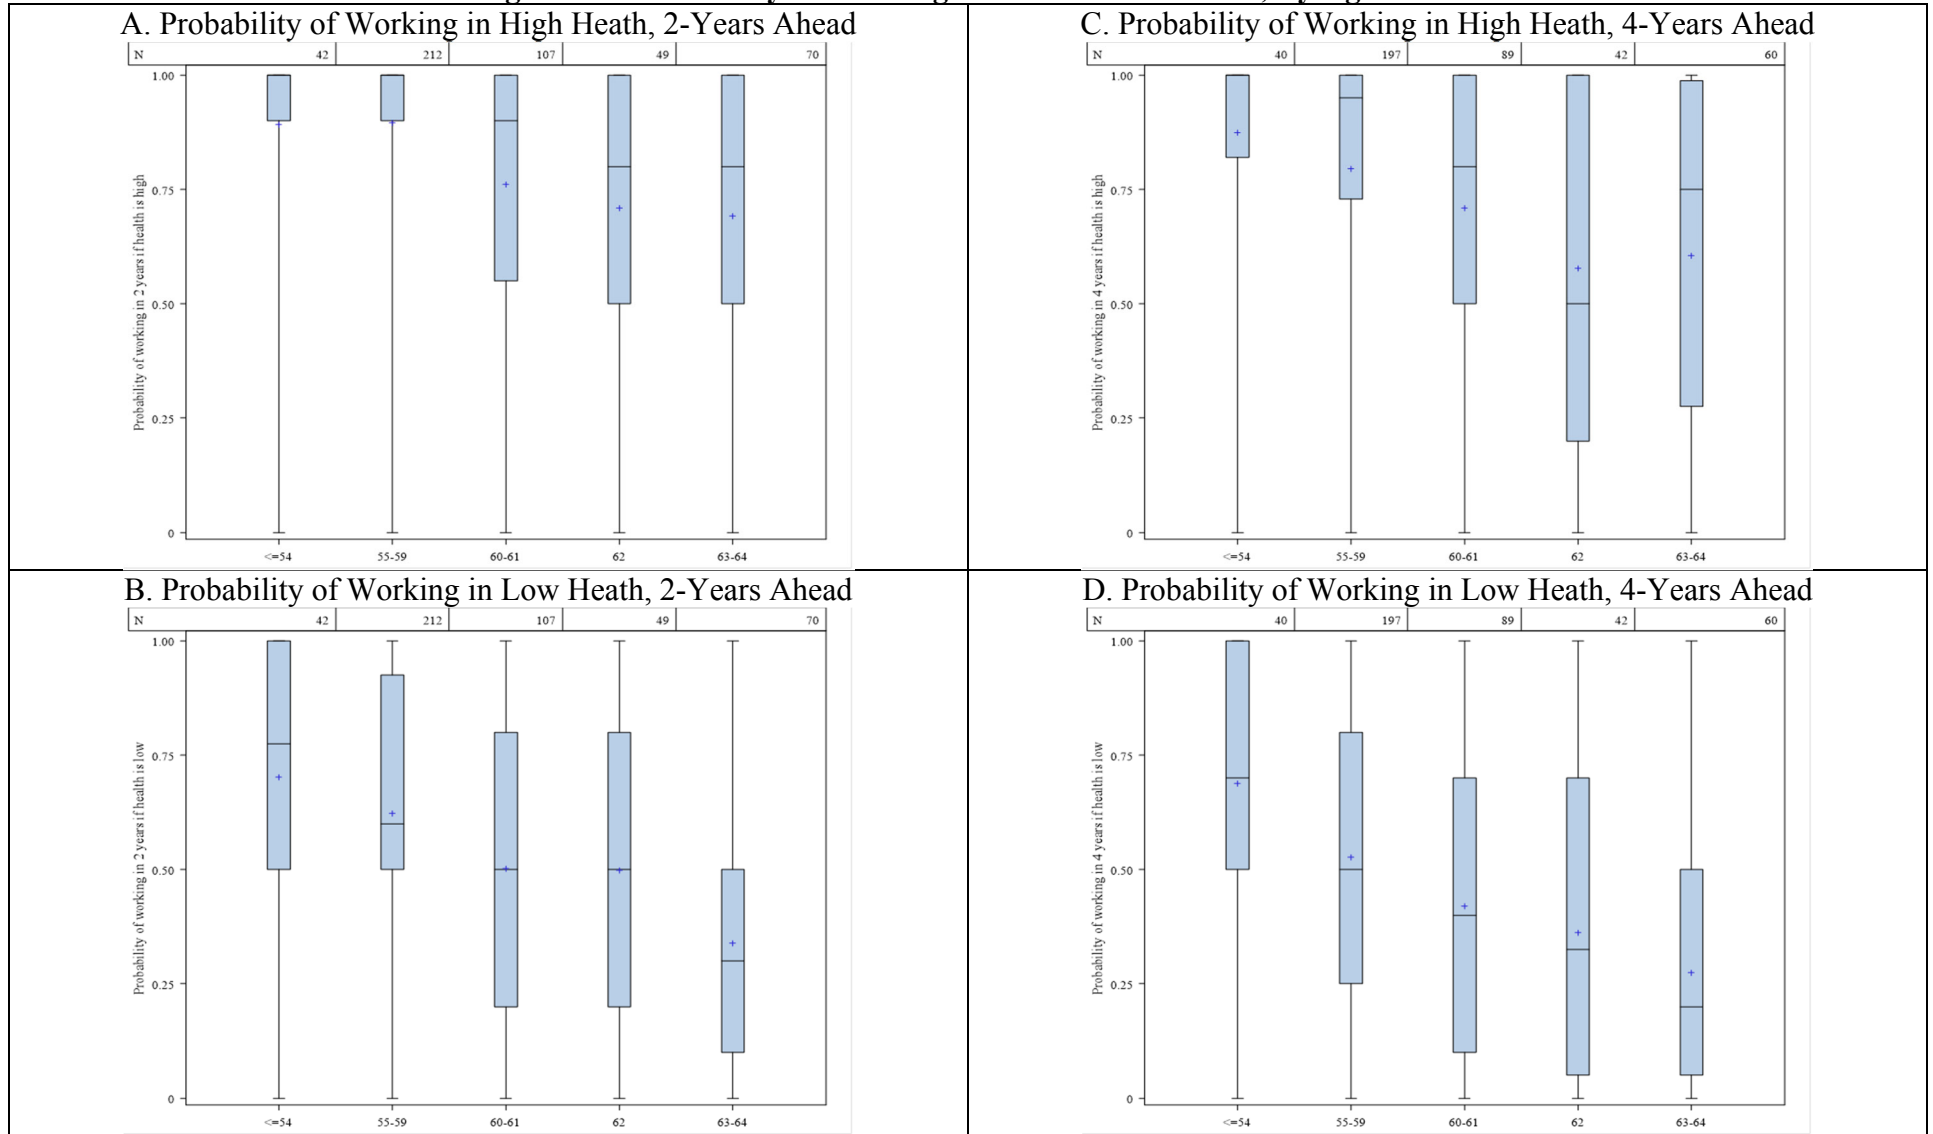 A. Probability of Working in High Heath, 2-Years Ahead
N 42 212 107 49 70
Probability of working in 2 years if health is high
1.00
0.75
0.50
0.25
0
<=54 55-59 60-61 62 63-64
C. Probability of Working in High Heath, 4-Years Ahead
N 40 197 89 42 60
Probability of working in 4 years if health is high
1.00
0.75
0.50
0.25
0
<=54 55-59 60-61 62 63-64
B. Probability of Working in Low Heath, 2-Years Ahead
N 42 212 107 49 70
Probability of working in 2 years if health is low
1.00
0.75
0.50
0.25
0
<=54 55-59 60-61 62 63-64
D. Probability of Working in Low Heath, 4-Years Ahead
N 40 197 89 42 60
Probability of working in 4 years if health is low
1.00
0.75
0.50
0.25
0
<=54 55-59 60-61 62 63-64